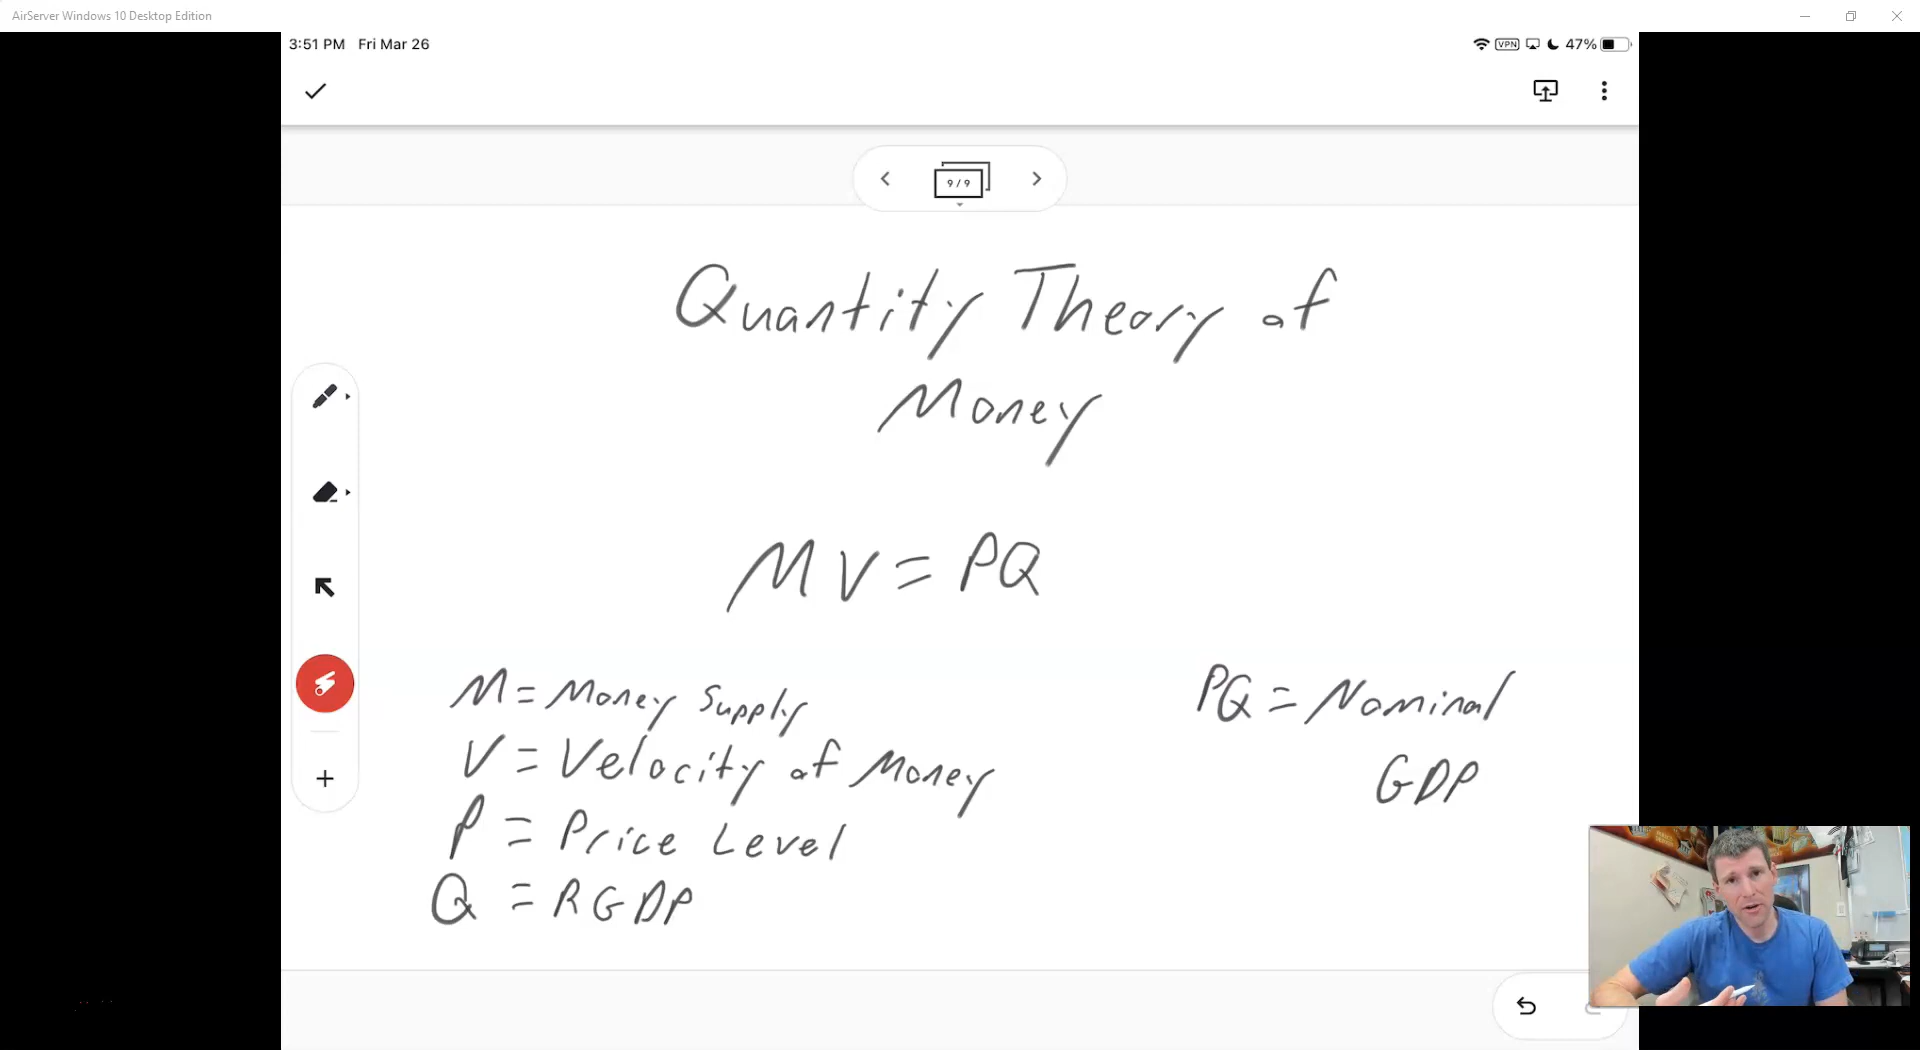 AirServer Windows 10 Desktop Edition
3:51 PM Fri Mar 26
VPN 47%
9/9
Quantity Theory of
Money
MV = PQ
M = Money Supply
V = Velocity of Money
P = Price Level
Q = RGDP
PQ = Nominal
GDP